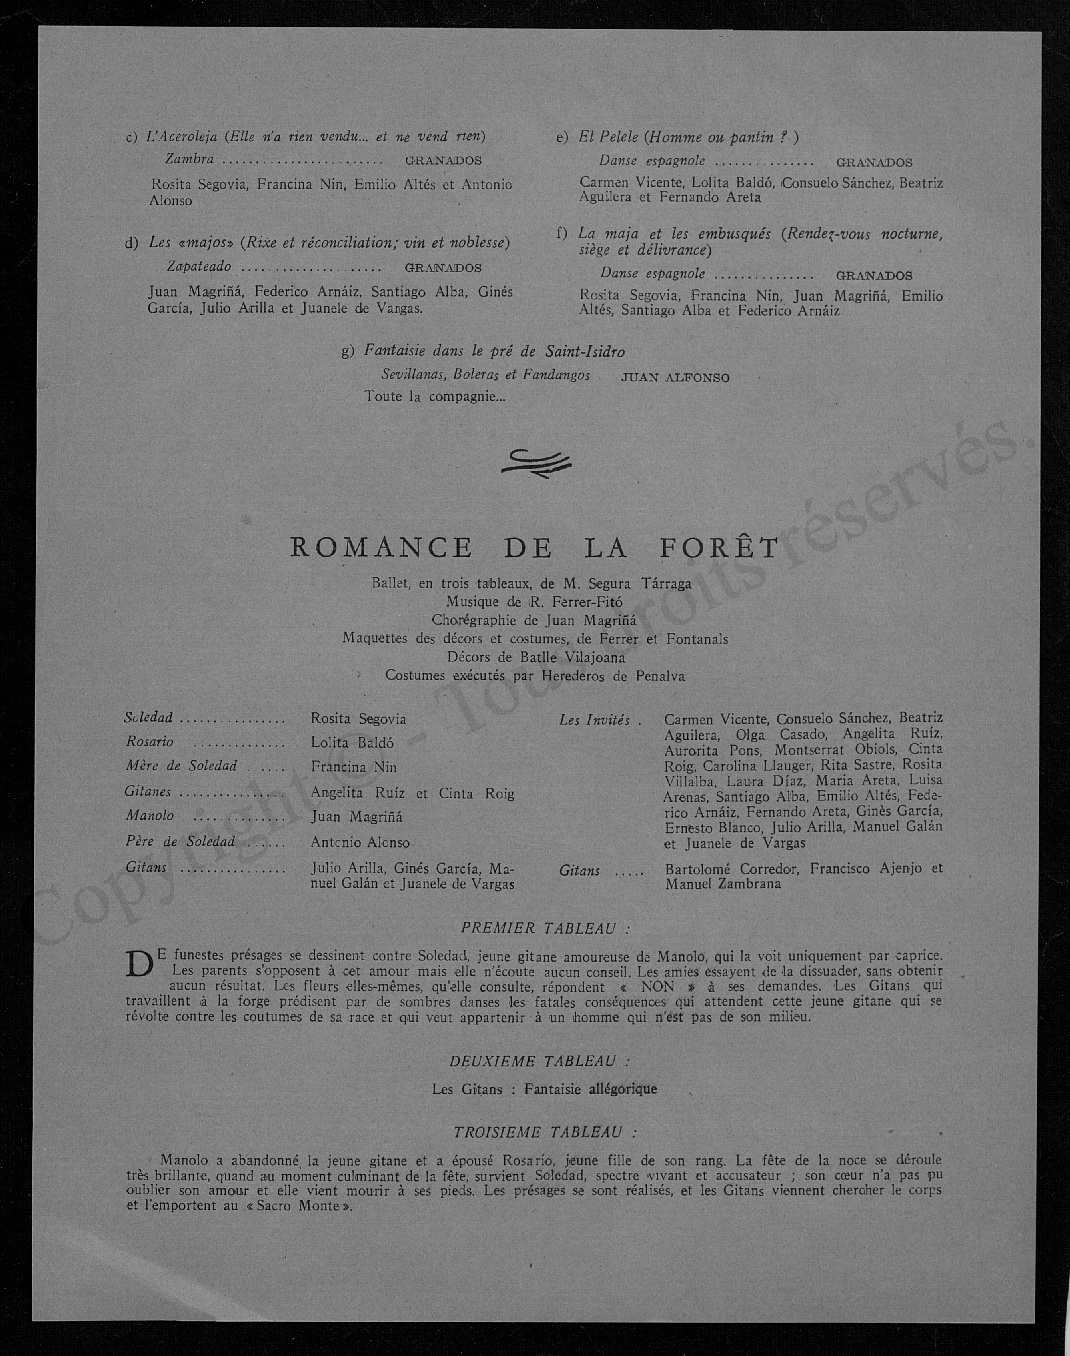 c) L'Aceroleja (Elle n'a rien vendu... et ne vend rien)
Zambra ........................ GRANADOS
Rosita Segovia, Francina Nin, Emilio Altés et Antonio
Alonso
d) Les «majos» (Rixe et réconciliation; vin et noblesse)
Zapateado ..................... GRANADOS
Juan Magriñá, Federico Arnáiz, Santiago Alba, Ginés
García, Julio Arilla et Juanele de Vargas.
e) El Pelele (Homme ou pantin ? )
Danse espagnole ............... GRANADOS
Carmen Vicente, Lolita Baldó, Consuelo Sánchez, Beatriz
Aguilera et Fernando Areta
f) La maja et les embusqués (Rendez-vous nocturne,
siège et délivrance)
Danse espagnole ............... GRANADOS
Rosita Segovia, Francina Nin, Juan Magriñá, Emilio
Altés, Santiago Alba et Federico Arnáiz
g) Fantaisie dans le pré de Saint-Isidro
Sevillanas, Boleras et Fandangos JUAN ALFONSO
Toute la compagnie...
ROMANCE DE LA FORÊT
Ballet, en trois tableaux, de M. Segura Tárraga
Musique de R. Ferrer-Fitó
Chorégraphie de Juan Magriñá
Maquettes des décors et costumes, de Ferrer et Fontanals
Décors de Batlle Vilajoana
Costumes exécutés par Herederos de Penalva
Soledad ................ Rosita Segovia
Rosario .............. Lolita Baldó
Mère de Soledad ..... Francina Nin
Gitanes ................ Angelita Ruíz et Cinta Roig
Manolo .............. Juan Magriñá
Père de Soledad ...... Antonio Alonso
Gitans ................ Julio Arilla, Ginés García, Ma-
nuel Galán et Juanele de Vargas
Les Invités . Carmen Vicente, Consuelo Sánchez, Beatriz
Aguilera, Olga Casado, Angelita Ruíz,
Aurorita Pons, Montserrat Obiols, Cinta
Roig, Carolina Llauger, Rita Sastre, Rosita
Villalba, Laura Díaz, Maria Areta, Luisa
Arenas, Santiago Alba, Emilio Altés, Fede-
rico Arnáiz, Fernando Areta, Ginès García,
Ernesto Blanco, Julio Arilla, Manuel Galán
et Juanele de Vargas
Gitans ..... Bartolomé Corredor, Francisco Ajenjo et
Manuel Zambrana
PREMIER TABLEAU :
DE funestes présages se dessinent contre Soledad, jeune gitane amoureuse de Manolo, qui la voit uniquement par caprice.
Les parents s'opposent à cet amour mais elle n'écoute aucun conseil. Les amies essayent de la dissuader, sans obtenir
aucun résultat. Les fleurs elles-mêmes, qu'elle consulte, répondent « NON » à ses demandes. Les Gitans qui
travaillent à la forge prédisent par de sombres danses les fatales conséquences qui attendent cette jeune gitane qui se
révolte contre les coutumes de sa race et qui veut appartenir à un homme qui n'est pas de son milieu.
DEUXIEME TABLEAU :
Les Gitans : Fantaisie allégorique
TROISIEME TABLEAU :
Manolo a abandonné la jeune gitane et a épousé Rosario, jeune fille de son rang. La fête de la noce se déroule
très brillante, quand au moment culminant de la fête, survient Soledad, spectre vivant et accusateur ; son cœur n'a pas pu
oublier son amour et elle vient mourir à ses pieds. Les présages se sont réalisés, et les Gitans viennent chercher le corps
et l'emportent au « Sacro Monte ».
Copyright © - Tous droits réservés.